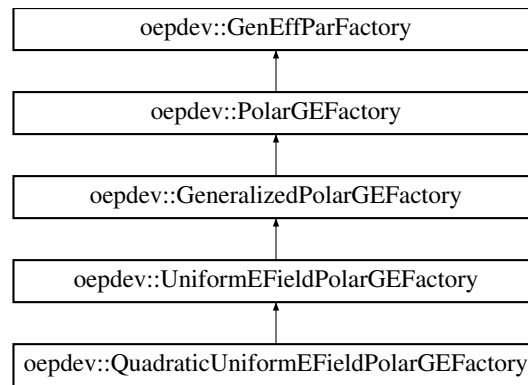 oepdev::GenEffParFactory
oepdev::PolarGEFactory
oepdev::GeneralizedPolarGEFactory
oepdev::UniformEFieldPolarGEFactory
oepdev::QuadraticUniformEFieldPolarGEFactory